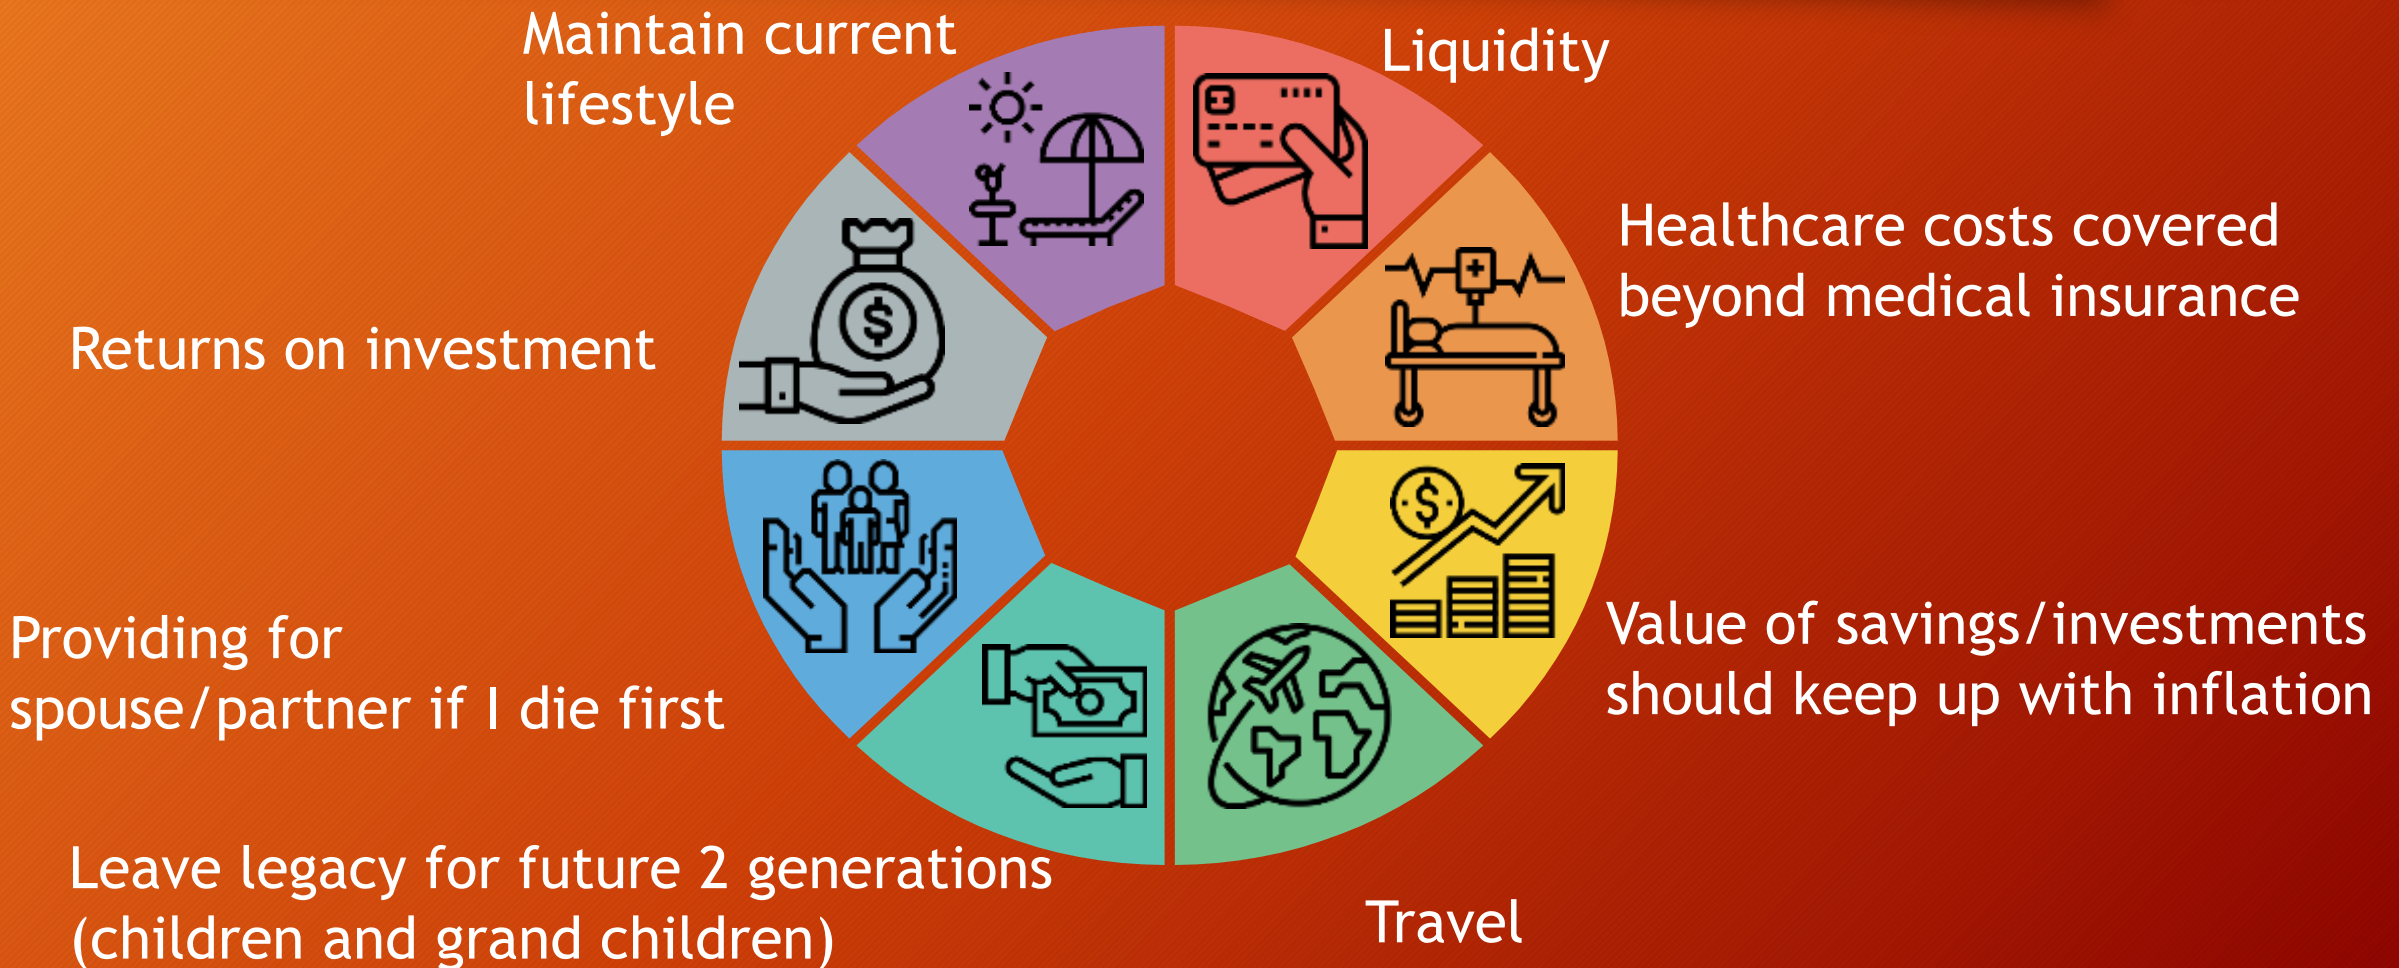 Maintain current
lifestyle
Liquidity
Healthcare costs covered
beyond medical insurance
Returns on investment
Providing for
spouse/partner if I die first
Value of savings/investments
should keep up with inflation
Leave legacy for future 2 generations
(children and grand children)
Travel